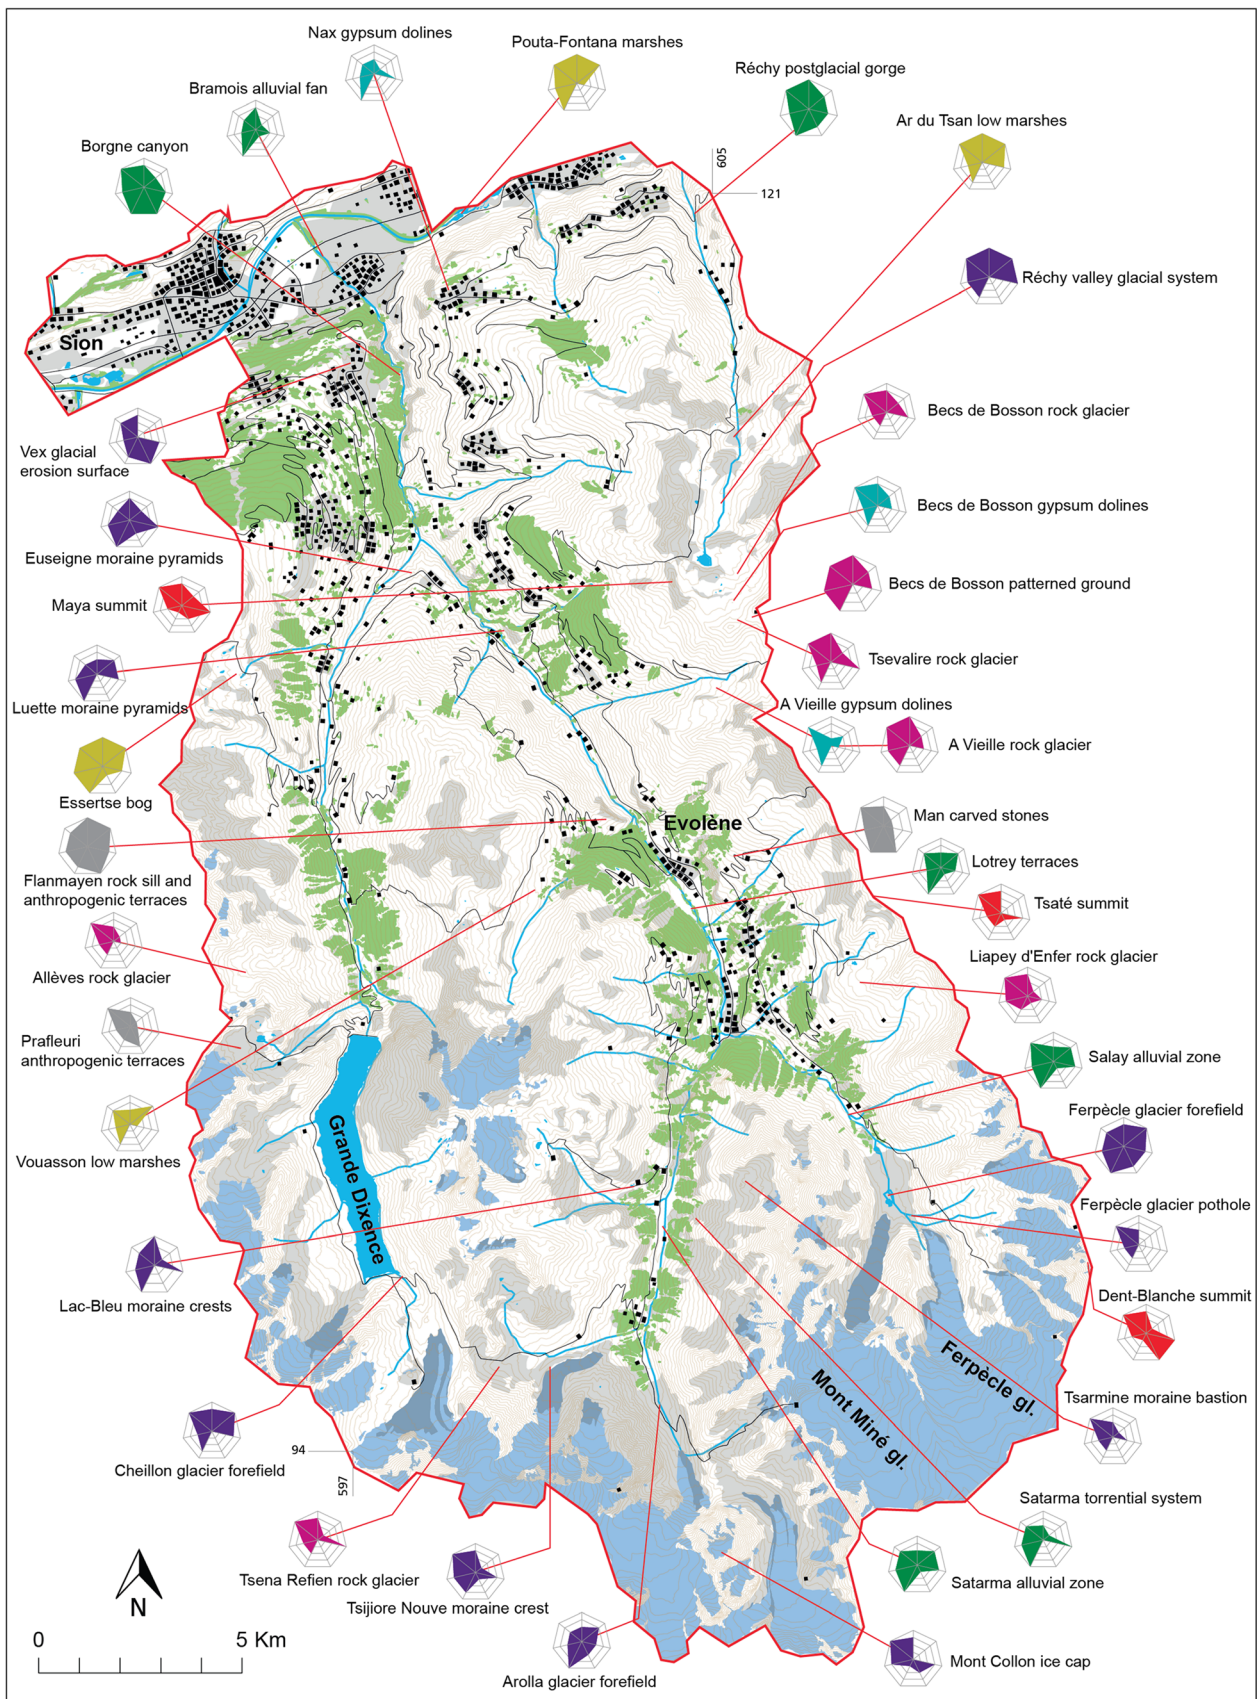 Nax gypsum dolines
Pouta-Fontana marshes
Réchy postglacial gorge
Bramois alluvial fan
Ar du Tsan low marshes
Borgne canyon
605
121
Réchy valley glacial system
Sion
Becs de Bosson rock glacier
Vex glacial
erosion surface
Becs de Bosson gypsum dolines
Euseigne moraine pyramids
Becs de Bosson patterned ground
Maya summit
Tsevalire rock glacier
Luette moraine pyramids
A Vieille gypsum dolines
A Vieille rock glacier
Essertse bog
Man carved stones
Evolène
Lotrey terraces
Flanmayen rock sill and
anthropogenic terraces
Tsaté summit
Liapey d'Enfer rock glacier
Allèves rock glacier
Prafleuri
anthropogenic terraces
Salay alluvial zone
Ferpècle glacier forefield
Vouasson low marshes
Grande Dixence
Ferpècle glacier pothole
Lac-Bleu moraine crests
Dent-Blanche summit
Ferpècle gl.
Mont Miné gl.
Tsarmine moraine bastion
94
597
Cheillon glacier forefield
Satarma torrential system
Tsena Refien rock glacier
Tsijiore Nouve moraine crest
Satarma alluvial zone
N
0
5 Km
Arolla glacier forefield
Mont Collon ice cap